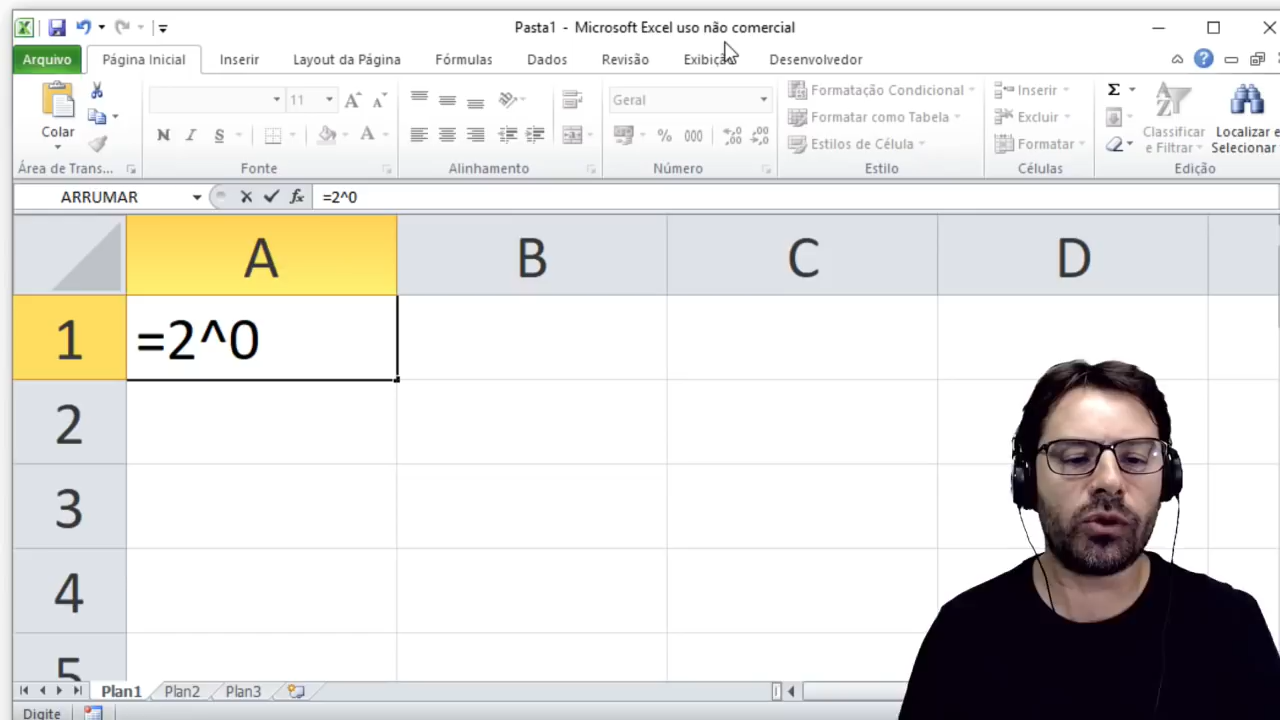 Pasta1 - Microsoft Excel uso não comercial
Arquivo Página Inicial Inserir Layout da Página Fórmulas Dados Revisão Exibição Desenvolvedor
11 Geral Formatação Condicional Inserir Σ
Colar N I S A % 000 Formatar como Tabela Excluir Classificar e Filtrar Localizar e Selecionar
Estilos de Célula Formatar
Área de Trans... Fonte Alinhamento Número Estilo Células Edição
ARRUMAR fx =2^0
A B C D
1 =2^0
2
3
4
5
Plan1 Plan2 Plan3
Digite